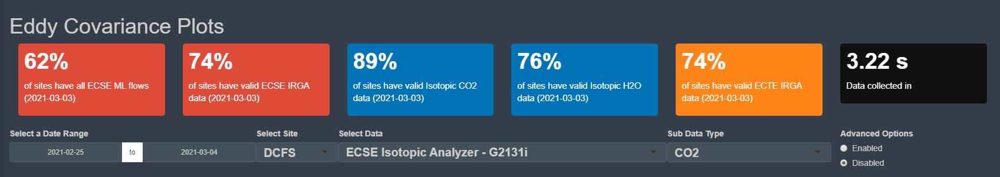 Eddy Covariance Plots
62%
of sites have all ECSE ML flows
(2021-03-03)
74%
of sites have valid ECSE IRGA
data (2021-03-03)
89%
of sites have valid Isotopic CO2
data (2021-03-03)
76%
of sites have valid Isotopic H2O
data (2021-03-03)
74%
of sites have valid ECTE IRGA
data (2021-03-03)
3.22 s
Data collected in
Select a Date Range
2021-02-25 to 2021-03-04
Select Site
DCFS
Select Data
ECSE Isotopic Analyzer - G2131i
Sub Data Type
CO2
Advanced Options
Enabled
Disabled